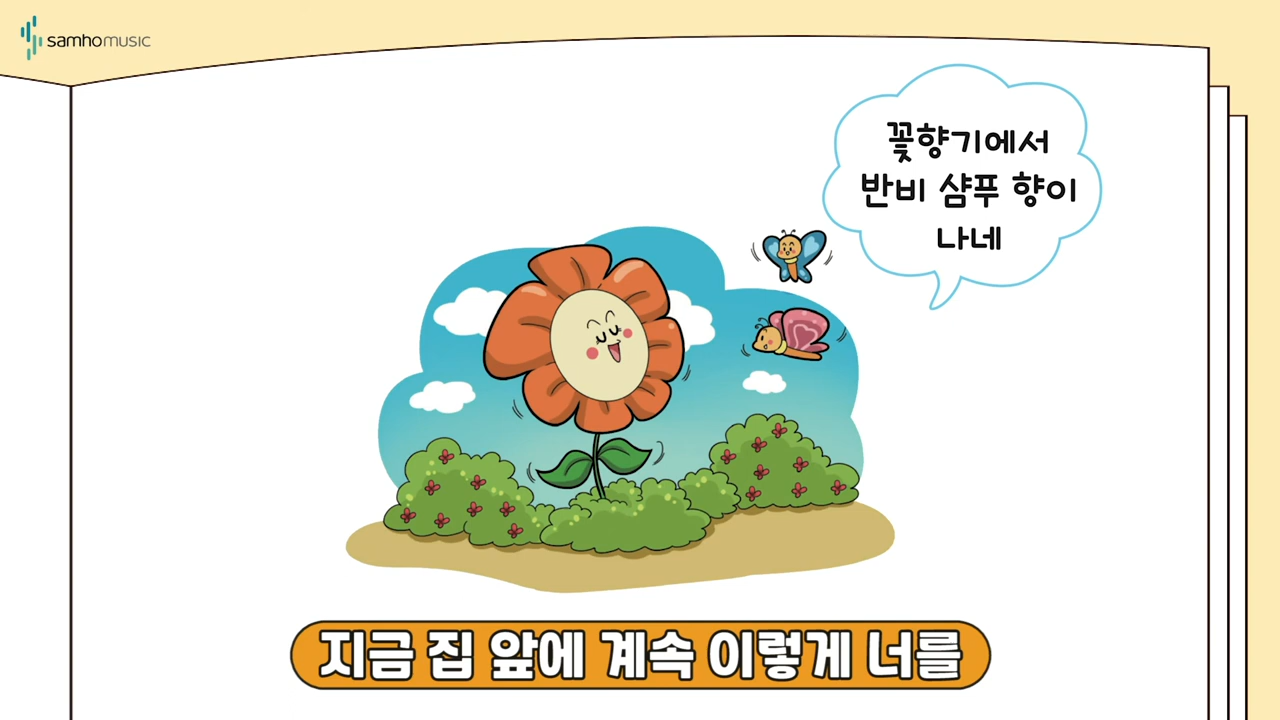 samhomusic
꽃향기에서
반비 샴푸 향이
나네
지금 집 앞에 계속 이렇게 너를